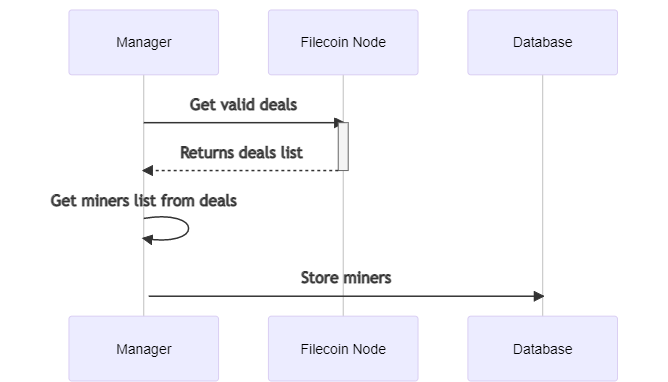 Manager
Filecoin Node
Database
Get valid deals
Returns deals list
Get miners list from deals
Store miners
Manager
Filecoin Node
Database